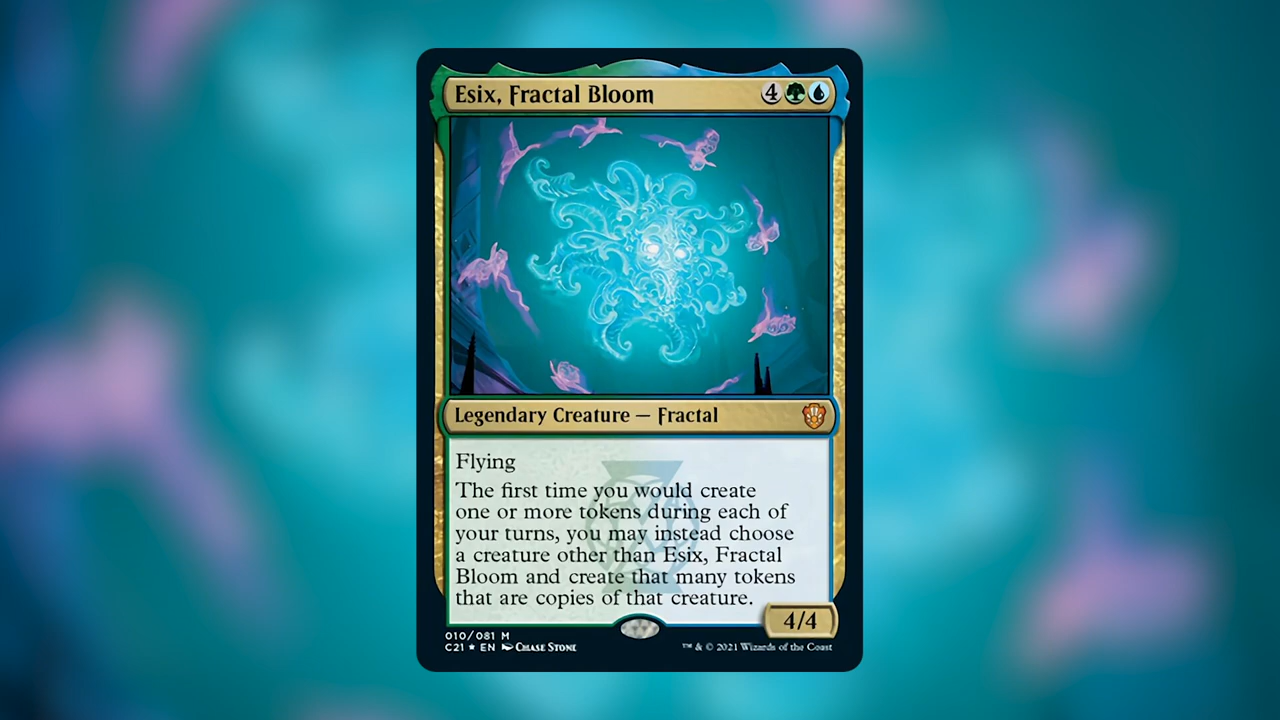 Esix, Fractal Bloom 4
Legendary Creature — Fractal
Flying
The first time you would create
one or more tokens during each of
your turns, you may instead choose
a creature other than Esix, Fractal
Bloom and create that many tokens
that are copies of that creature.
4/4
010/081 M
C21 ★ EN Chase Stone
™ & © 2021 Wizards of the Coast